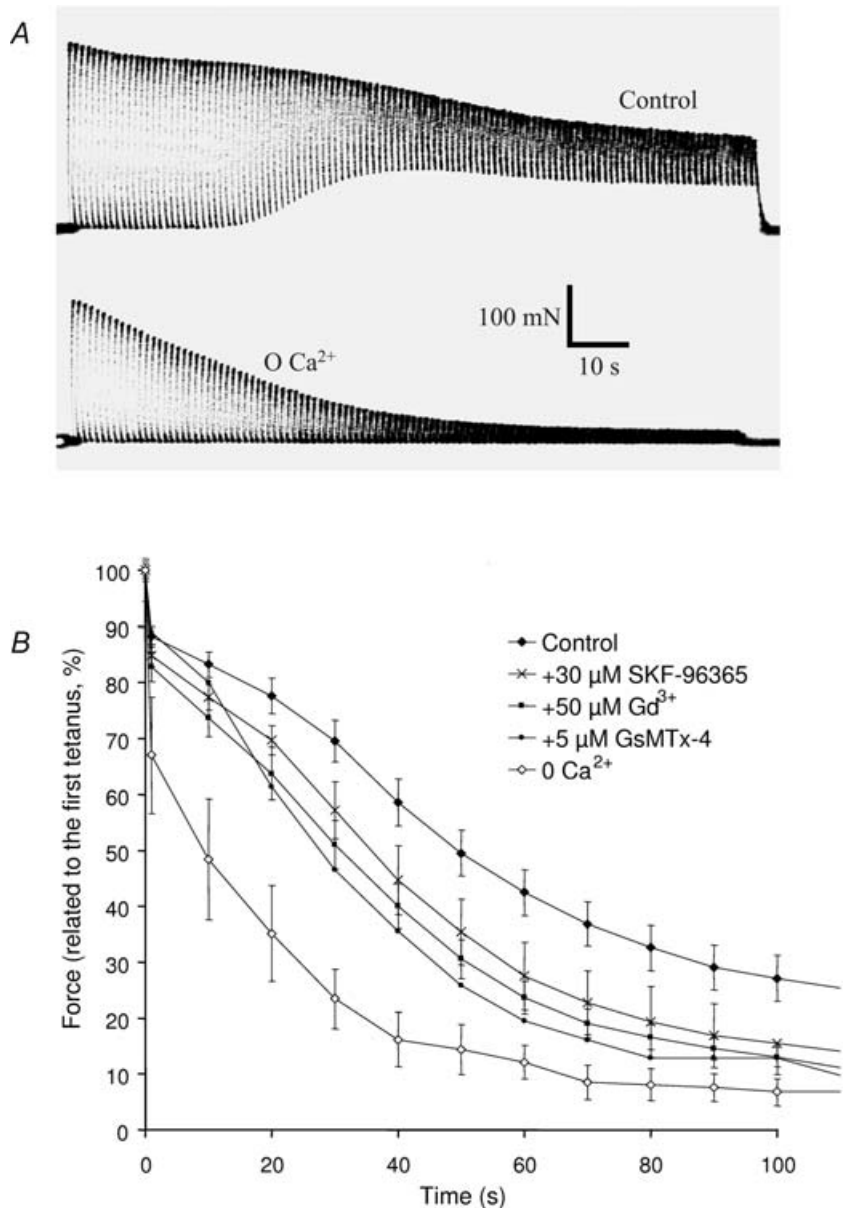 A
Control
100 mN
10 s
O Ca²⁺
B
Force (related to the first tetanus, %)
100
90
80
70
60
50
40
30
20
10
0
Control
+30 µM SKF-96365
+50 µM Gd³⁺
+5 µM GsMTx-4
0 Ca²⁺
0
20
40
60
80
100
Time (s)